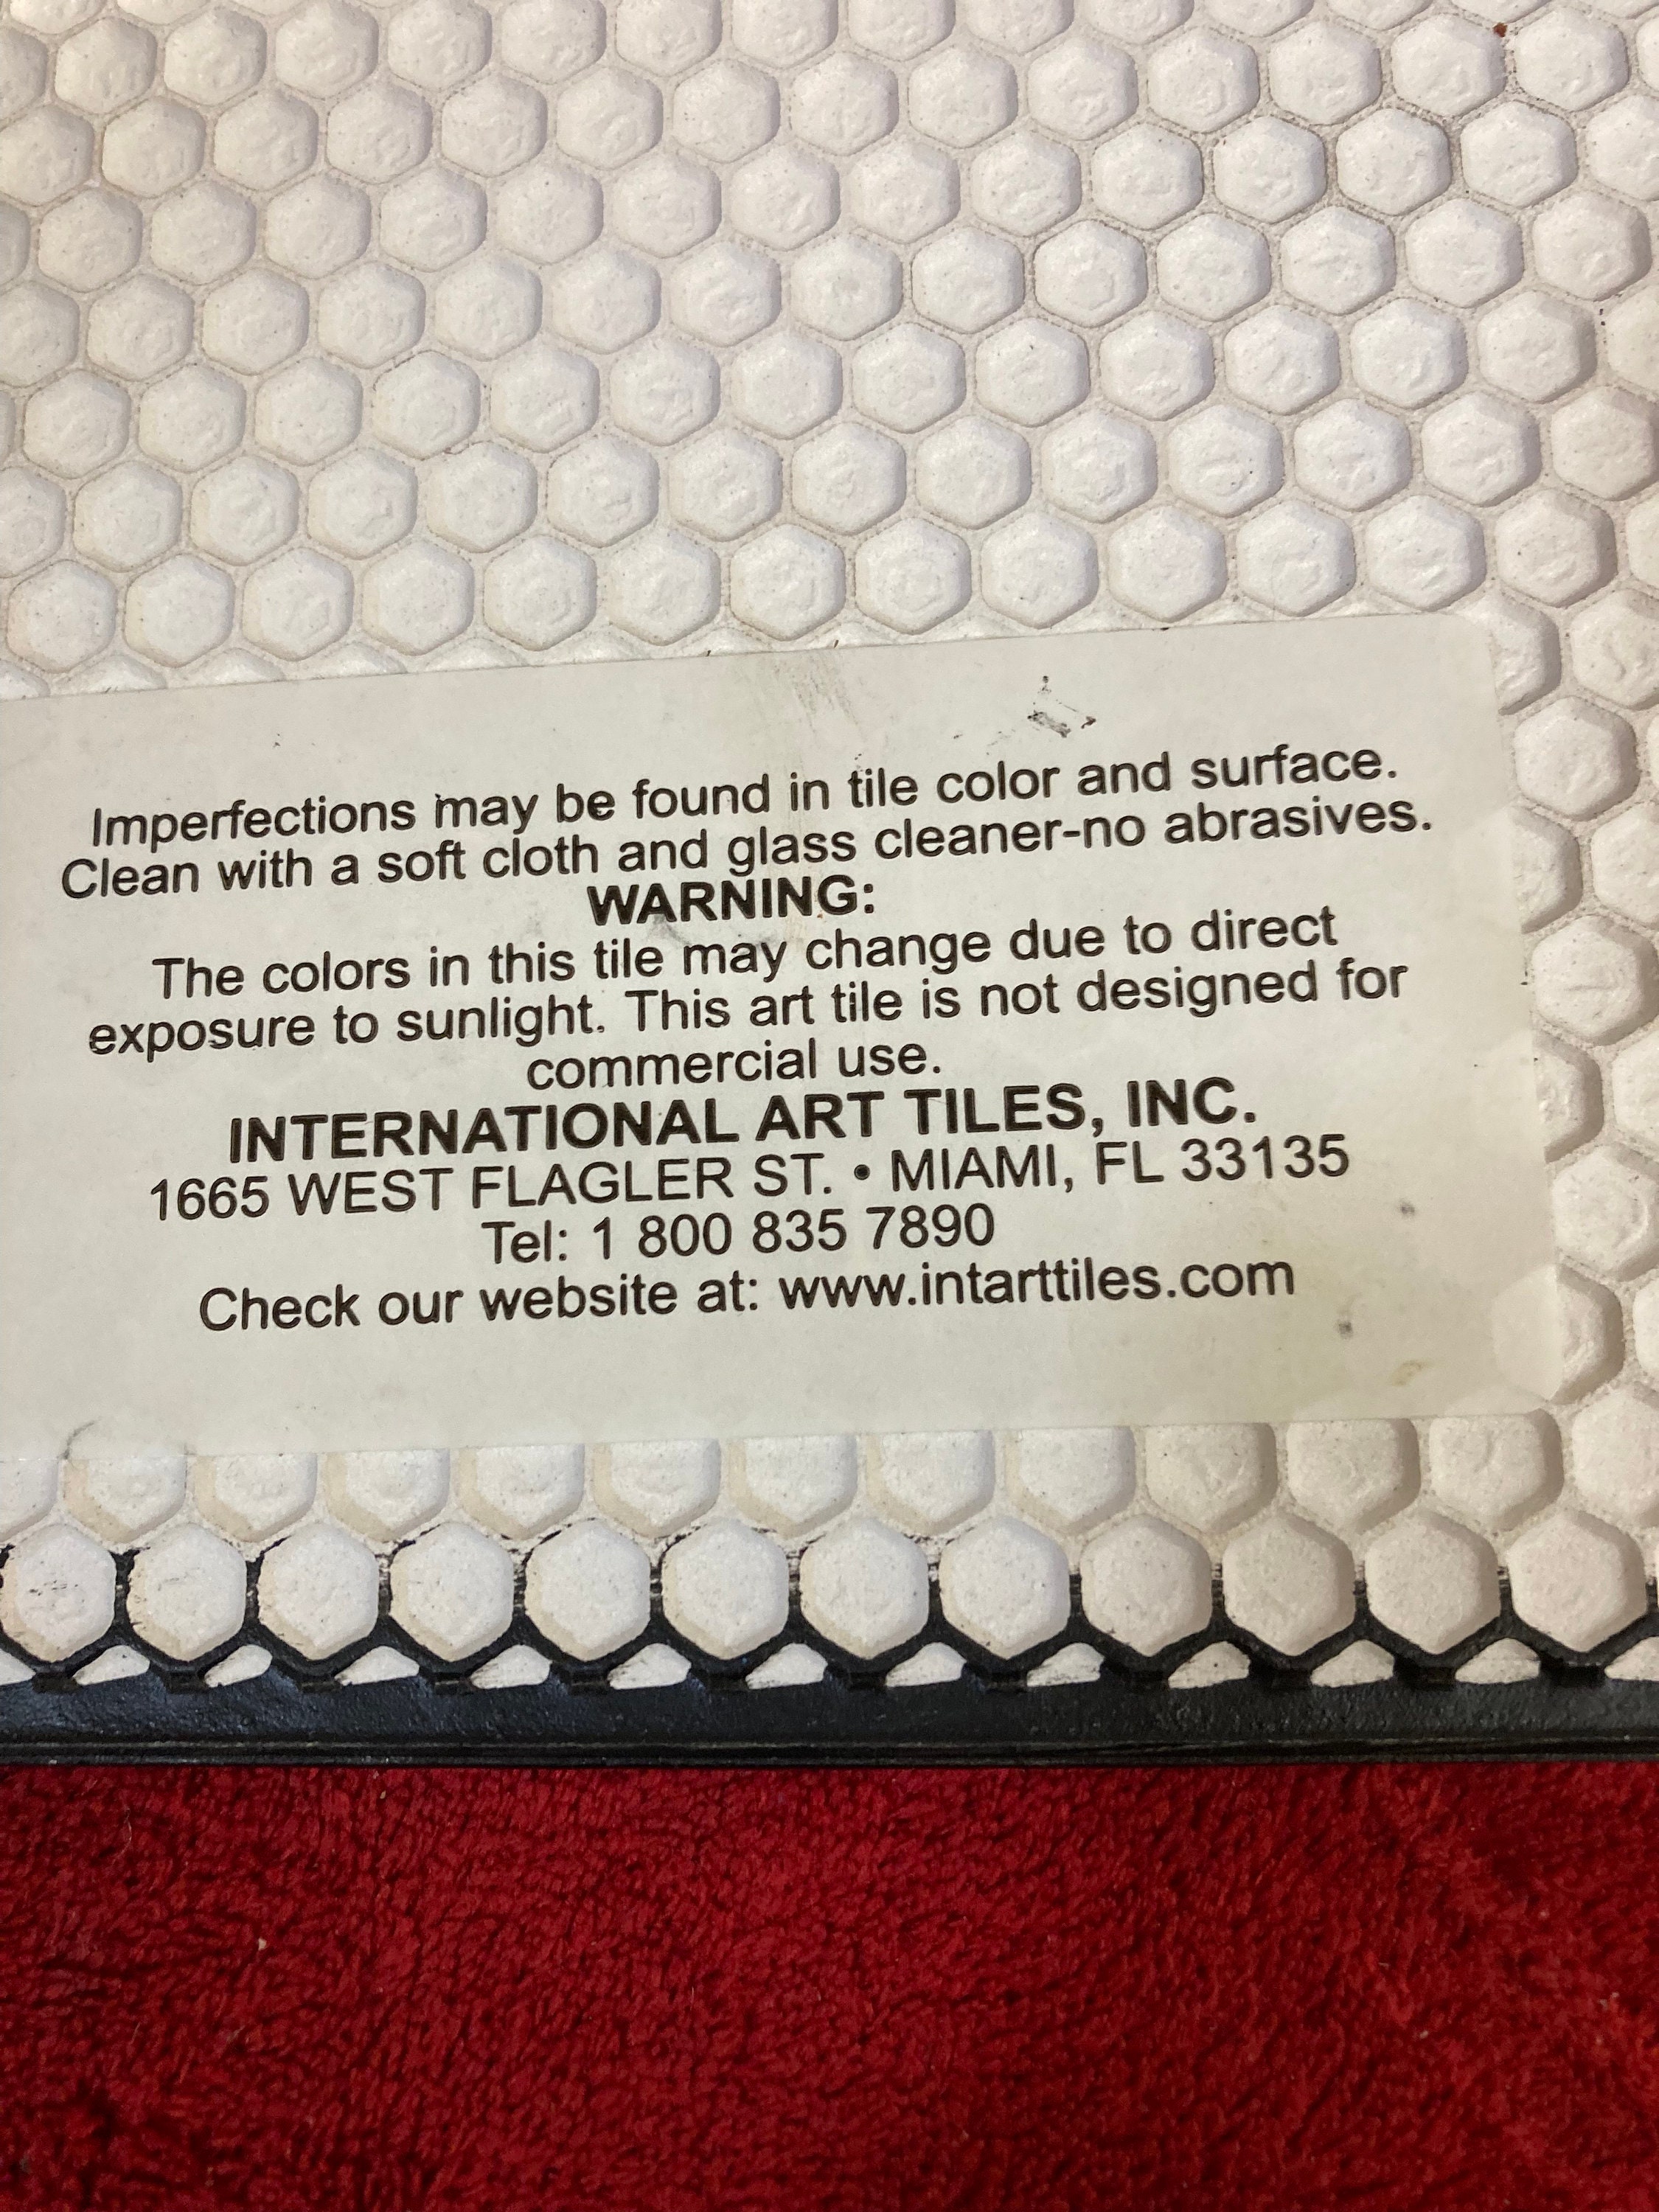 Imperfections may be found in tile color and surface.
Clean with a soft cloth and glass cleaner-no abrasives.
WARNING:
The colors in this tile may change due to direct
exposure to sunlight. This art tile is not designed for
commercial use.
INTERNATIONAL ART TILES, INC.
1665 WEST FLAGLER ST. • MIAMI, FL 33135
Tel: 1 800 835 7890
Check our website at: www.intarttiles.com